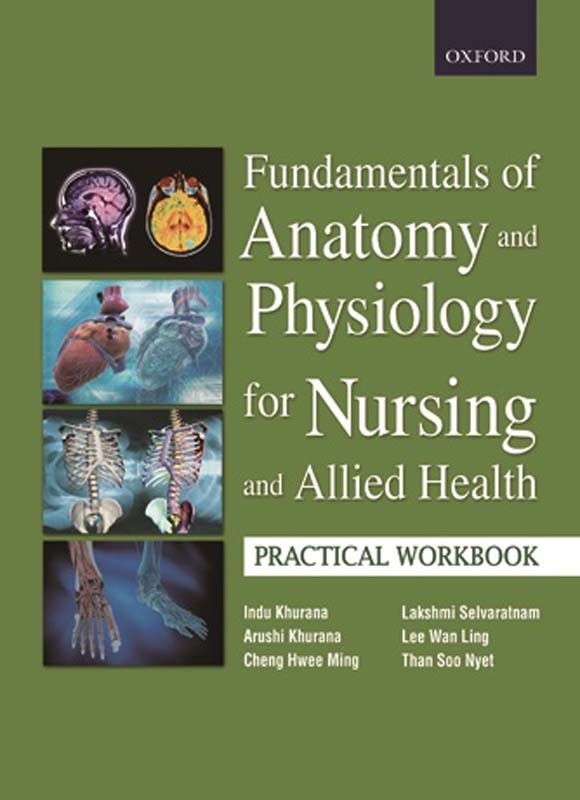 OXFORD
Fundamentals of
Anatomy and
Physiology
for Nursing
and Allied Health
PRACTICAL WORKBOOK
Indu Khurana
Arushi Khurana
Cheng Hwee Ming
Lakshmi Selvaratnam
Lee Wan Ling
Than Soo Nyet